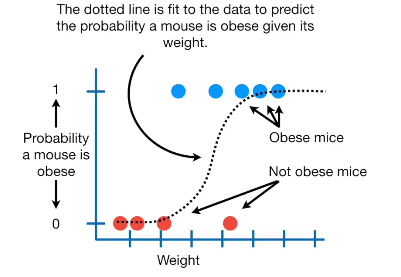 The dotted line is fit to the data to predict
the probability a mouse is obese given its
weight.
1
Probability
a mouse is
obese
0
Obese mice
Not obese mice
Weight